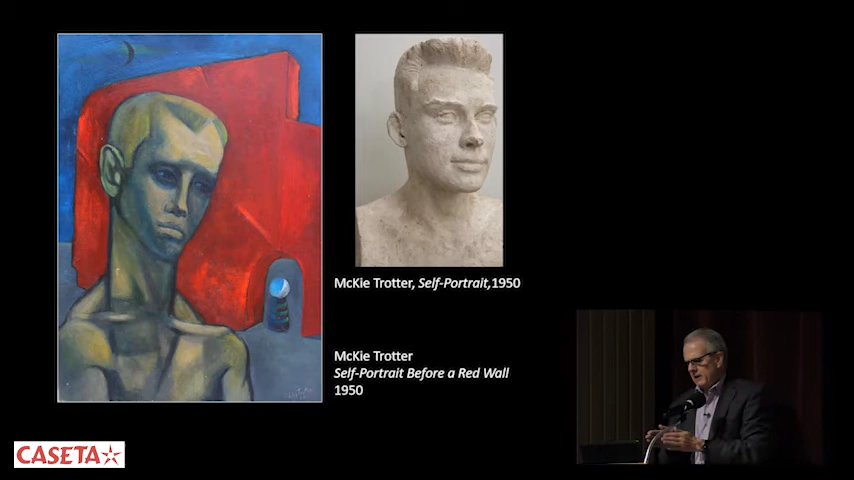 McKie Trotter, Self-Portrait,1950
McKie Trotter
Self-Portrait Before a Red Wall
1950
CASETA